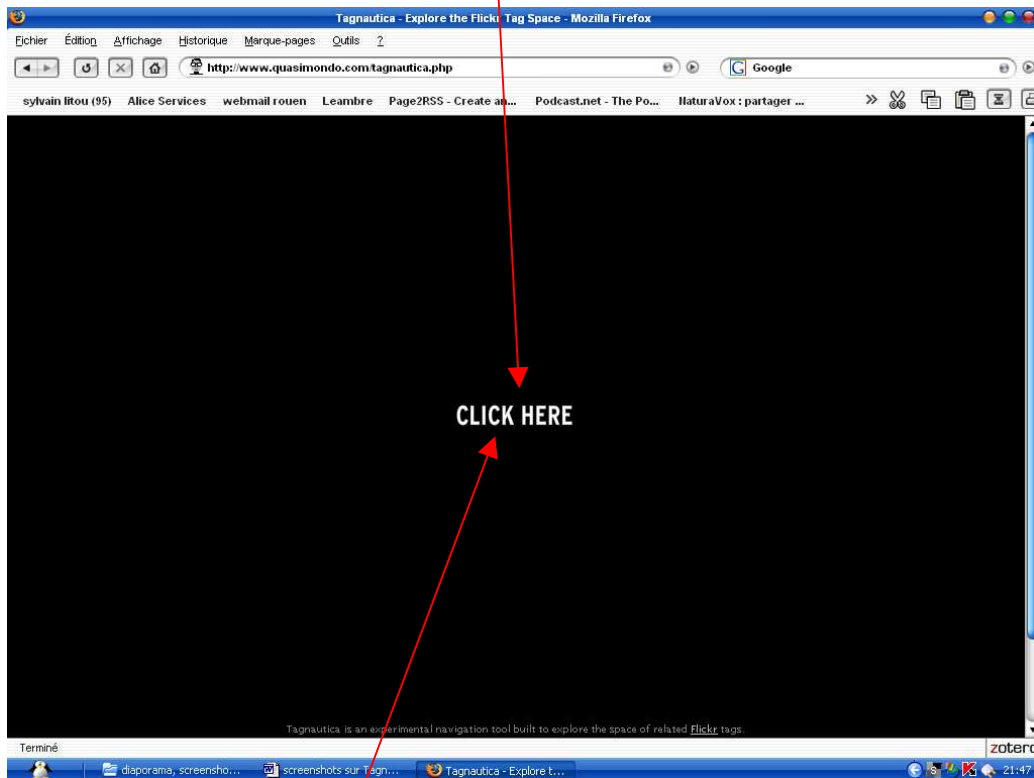 Tagnautica - Explore the Flickr Tag Space - Mozilla Firefox
Fichier Édition Affichage Historique Marque-pages Outils ?
http://www.quasimondo.com/tagnautica.php Google
sylvain litou (95) Alice Services webmail rouen Leambre Page2RSS - Create an... Podcast.net - The Po... NaturaVox : partager ... »
CLICK HERE
Tagnautica is an experimental navigation tool built to explore the space of related Flickr tags.
Terminé zotero
diaporama, screensho... screenshots sur Tagn... Tagnautica - Explore t... 21:47